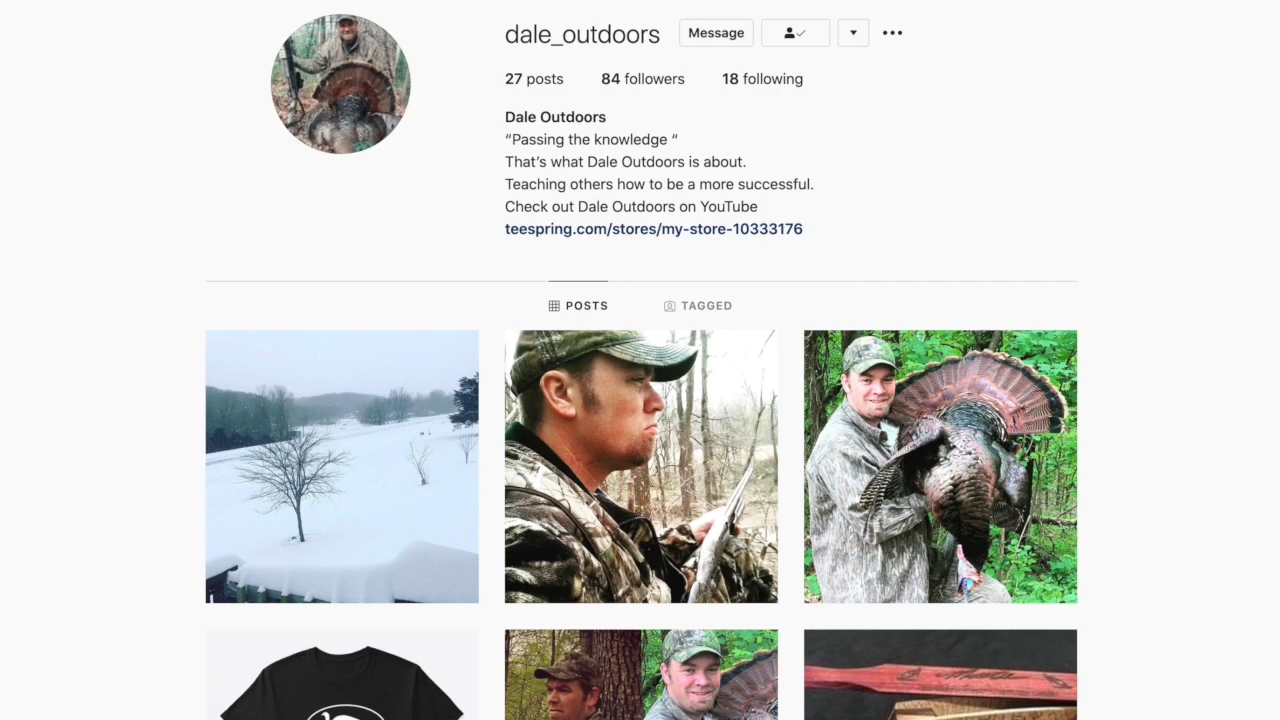 dale_outdoors Message
27 posts 84 followers 18 following
Dale Outdoors
“Passing the knowledge “
That’s what Dale Outdoors is about.
Teaching others how to be a more successful.
Check out Dale Outdoors on YouTube
teespring.com/stores/my-store-10333176
POSTS TAGGED